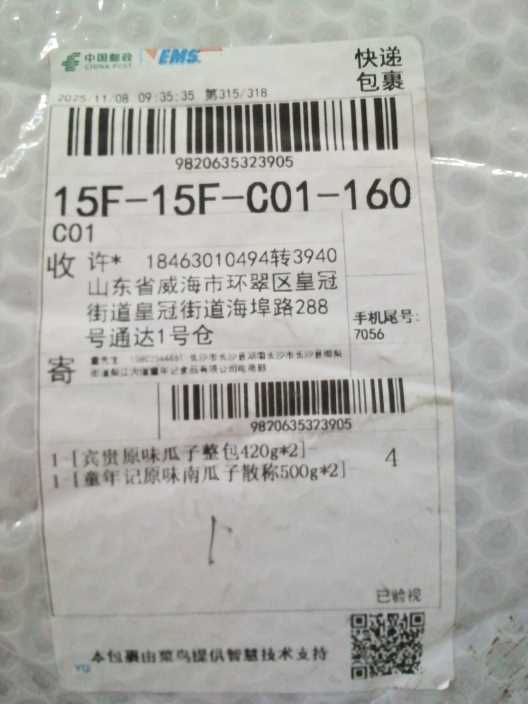 中国邮政
CHINA POST
EMS
快递
包裹
2025/11/08 09:35:35 第315/318
9820635323905
15F-15F-C01-160
C01
收 许* 18463010494转3940
山东省威海市环翠区皇冠
街道皇冠街道海埠路288
号通达1号仓
手机尾号:
7056
寄
9820635323905
1-[宾贵原味瓜子整包420g*2]-
1-[童年记原味南瓜子散称500g*2]
4
已验视
本包裹由菜鸟提供智慧技术支持
YQ